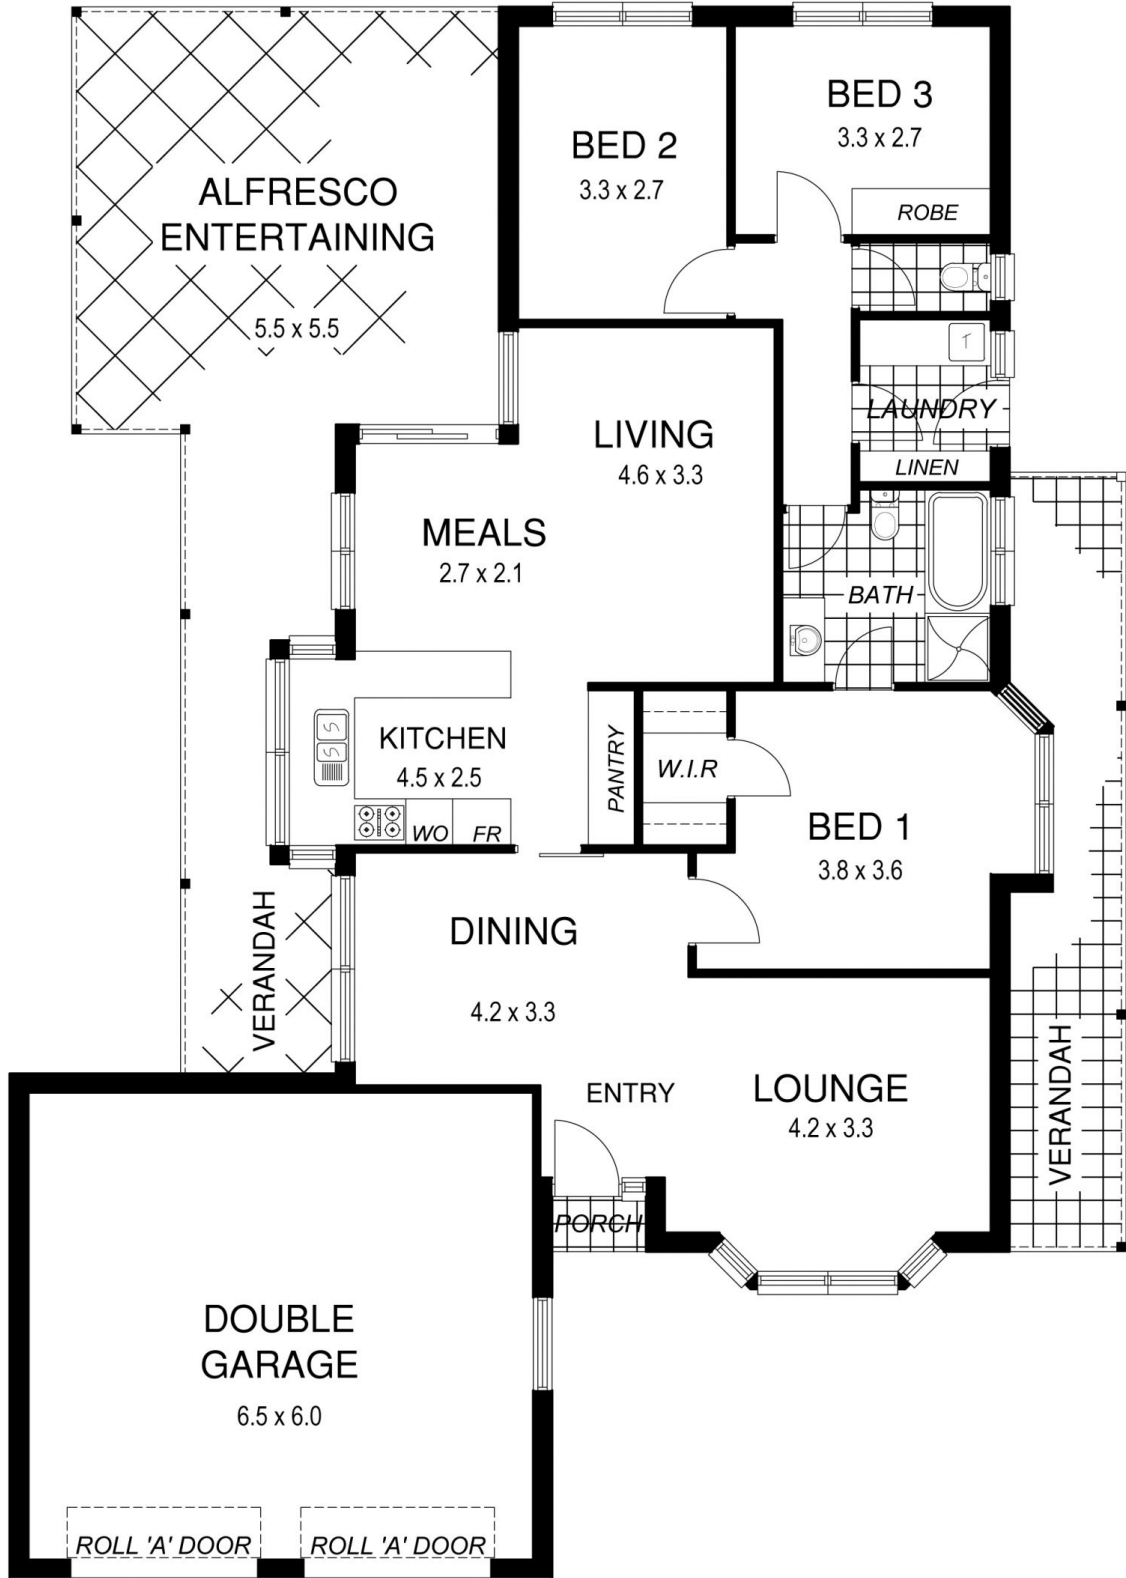 BED 3
3.3 x 2.7
BED 2
3.3 x 2.7
ALFRESCO
ENTERTAINING
5.5 x 5.5
ROBE
LAUNDRY
LINEN
LIVING
4.6 x 3.3
MEALS
2.7 x 2.1
BATH
KITCHEN
4.5 x 2.5
WO
FR
PANTRY
W.I.R
BED 1
3.8 x 3.6
VERANDAH
DINING
4.2 x 3.3
ENTRY
LOUNGE
4.2 x 3.3
VERANDAH
PORCH
DOUBLE
GARAGE
6.5 x 6.0
ROLL 'A' DOOR
ROLL 'A' DOOR